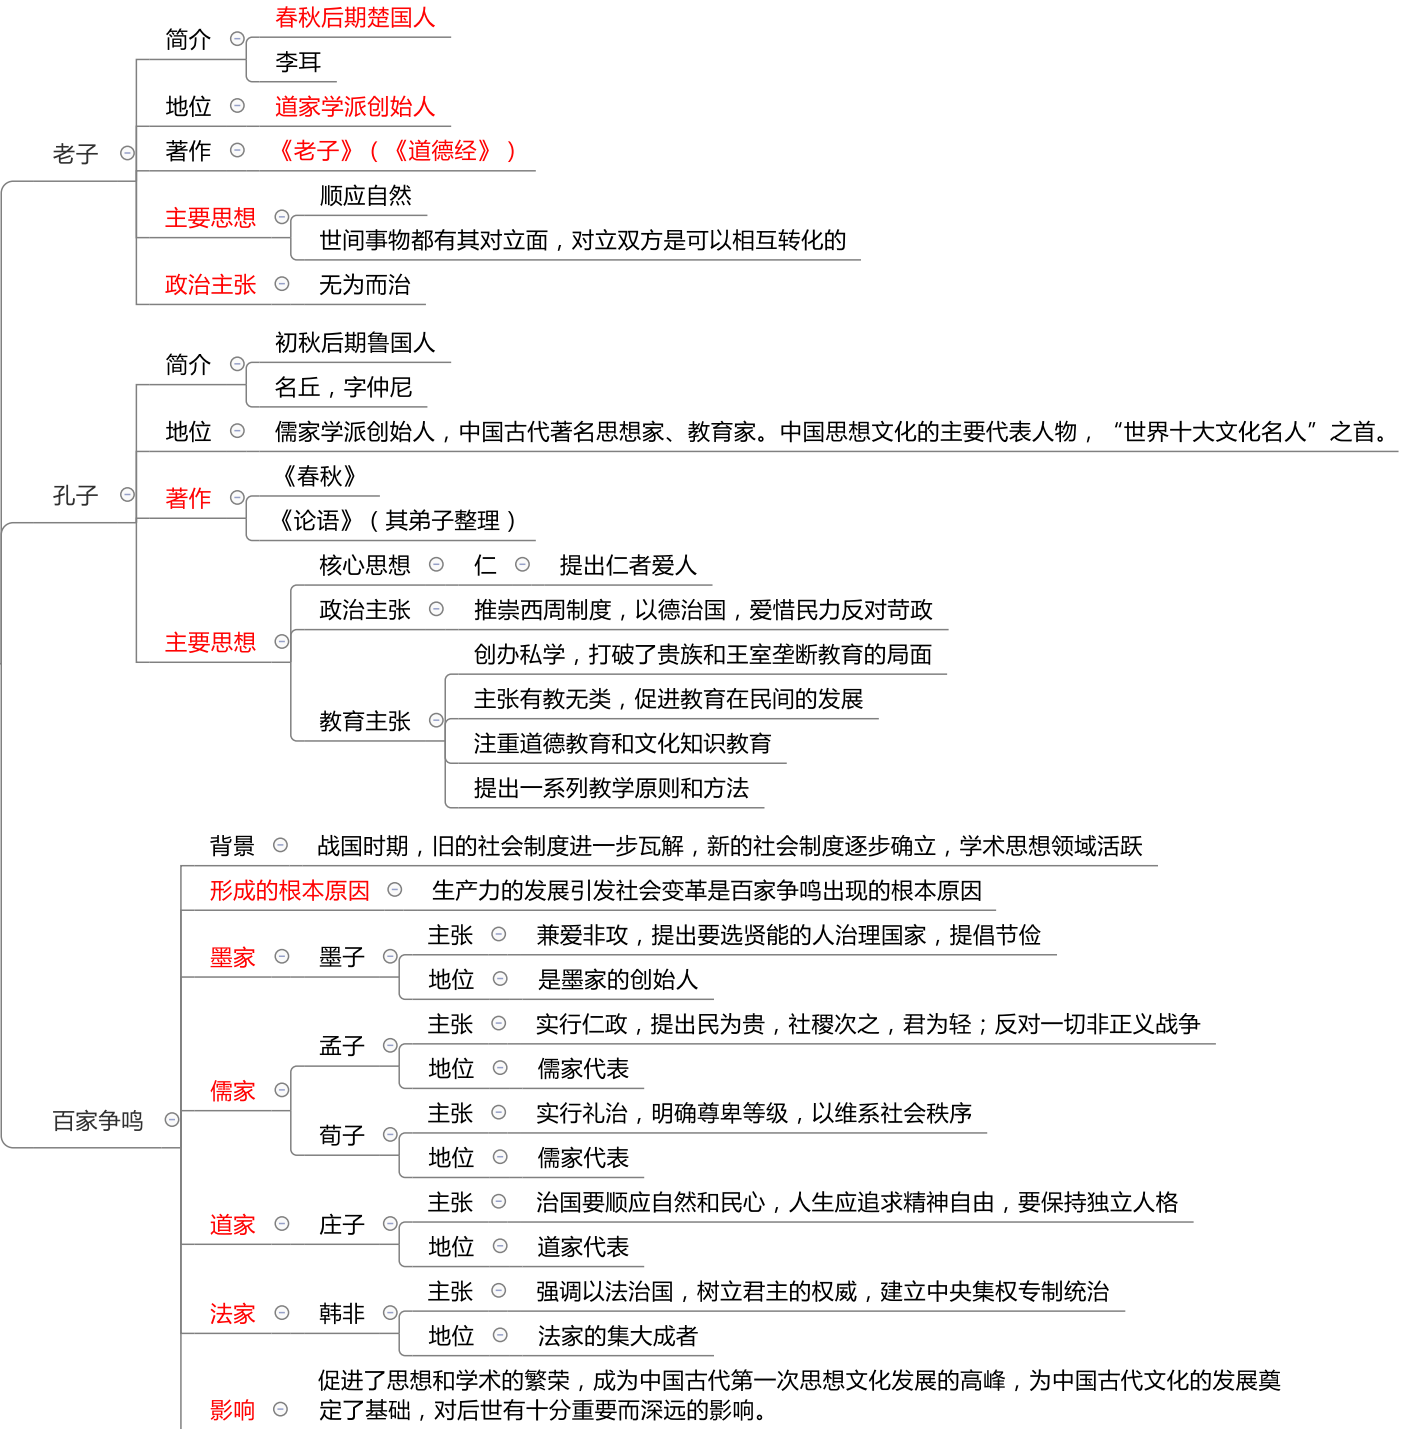 春秋后期楚国人
简介
李耳
地位 道家学派创始人
著作 《老子》（《道德经》）
老子
顺应自然
主要思想
世间事物都有其对立面，对立双方是可以相互转化的
政治主张 无为而治
初秋后期鲁国人
简介
名丘，字仲尼
地位 儒家学派创始人，中国古代著名思想家、教育家。中国思想文化的主要代表人物，“世界十大文化名人”之首。
《春秋》
孔子
著作
《论语》（其弟子整理）
核心思想 仁 提出仁者爱人
政治主张 推崇西周制度，以德治国，爱惜民力反对苛政
主要思想
创办私学，打破了贵族和王室垄断教育的局面
主张有教无类，促进教育在民间的发展
教育主张
注重道德教育和文化知识教育
提出一系列教学原则和方法
背景 战国时期，旧的社会制度进一步瓦解，新的社会制度逐步确立，学术思想领域活跃
形成的根本原因 生产力的发展引发社会变革是百家争鸣出现的根本原因
主张 兼爱非攻，提出要选贤能的人治理国家，提倡节俭
墨家 墨子
地位 是墨家的创始人
主张 实行仁政，提出民为贵，社稷次之，君为轻；反对一切非正义战争
孟子
地位 儒家代表
儒家
主张 实行礼治，明确尊卑等级，以维系社会秩序
百家争鸣
荀子
地位 儒家代表
主张 治国要顺应自然和民心，人生应追求精神自由，要保持独立人格
道家 庄子
地位 道家代表
主张 强调以法治国，树立君主的权威，建立中央集权专制统治
法家 韩非
地位 法家的集大成者
促进了思想和学术的繁荣，成为中国古代第一次思想文化发展的高峰，为中国古代文化的发展奠
影响
定了基础，对后世有十分重要而深远的影响。